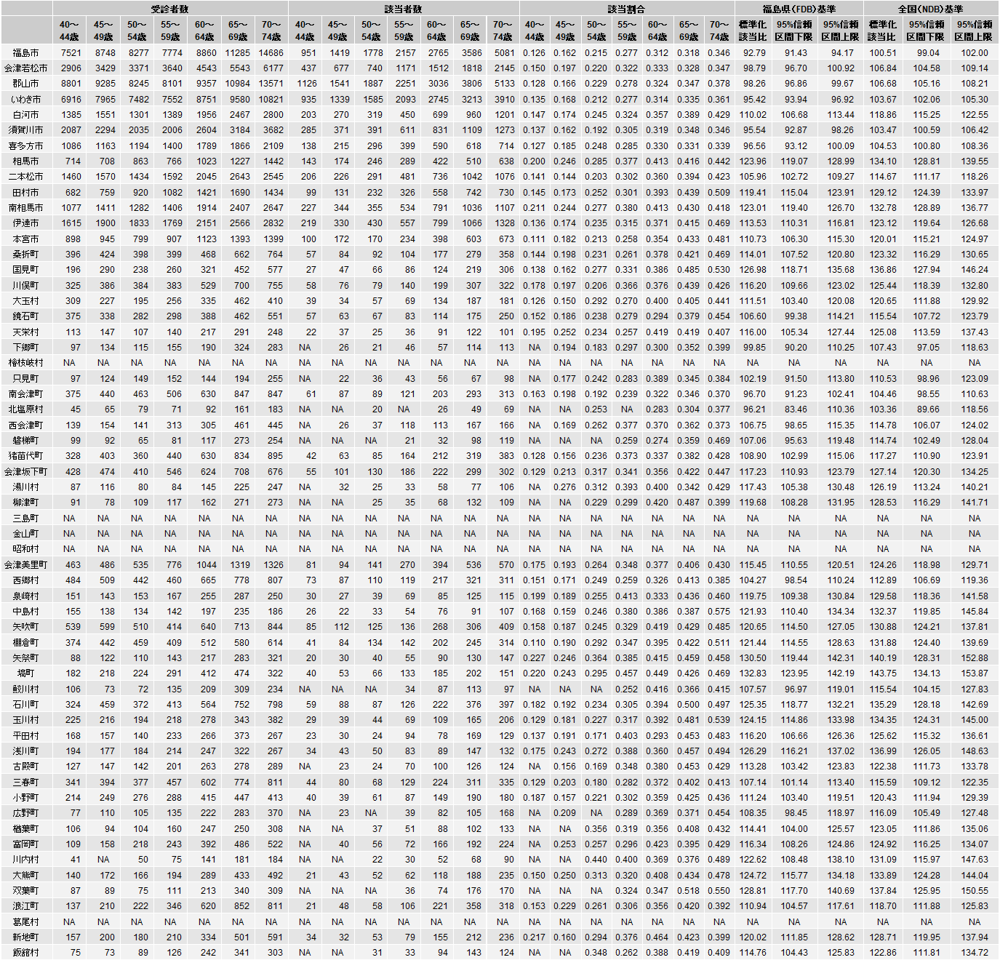 受診者数 該当者数 該当割合 福島県（FDB）基準 全国（NDB）基準
40～44歳 45～49歳 50～54歳 55～59歳 60～64歳 65～69歳 70～74歳 40～44歳 45～49歳 50～54歳 55～59歳 60～64歳 65～69歳 70～74歳 40～44歳 45～49歳 50～54歳 55～59歳 60～64歳 65～69歳 70～74歳 標準化該当比 95%信頼区間下限 95%信頼区間上限 標準化該当比 95%信頼区間下限 95%信頼区間上限
福島市 7521 8748 8277 7774 8860 11285 14686 951 1419 1778 2157 2765 3586 5081 0.126 0.162 0.215 0.277 0.312 0.318 0.346 92.79 91.43 94.17 100.51 99.04 102.00
会津若松市 2906 3429 3371 3640 4543 5543 6177 437 677 740 1171 1512 1818 2145 0.150 0.197 0.220 0.322 0.333 0.328 0.347 98.79 96.70 100.92 106.84 104.58 109.14
郡山市 8801 9285 8245 8101 9357 10984 13571 1126 1541 1887 2251 3036 3806 5133 0.128 0.166 0.229 0.278 0.324 0.347 0.378 98.26 96.86 99.67 106.68 105.16 108.21
いわき市 6916 7965 7482 7552 8751 9580 10821 935 1339 1585 2093 2745 3213 3910 0.135 0.168 0.212 0.277 0.314 0.335 0.361 95.42 93.94 96.92 103.67 102.06 105.30
白河市 1385 1551 1301 1389 1956 2467 2800 203 270 319 450 699 960 1201 0.147 0.174 0.245 0.324 0.357 0.389 0.429 110.02 106.68 113.44 118.86 115.25 122.55
須賀川市 2087 2294 2035 2006 2604 3184 3682 285 371 391 611 831 1109 1273 0.137 0.162 0.192 0.305 0.319 0.348 0.346 95.54 92.87 98.26 103.47 100.59 106.42
喜多方市 1086 1163 1194 1400 1789 1866 2109 138 215 296 399 590 618 714 0.127 0.185 0.248 0.285 0.330 0.331 0.339 96.56 93.12 100.09 104.53 100.80 108.36
相馬市 714 708 863 766 1023 1227 1442 143 174 246 289 422 510 638 0.200 0.246 0.285 0.377 0.413 0.416 0.442 123.96 119.07 128.99 134.10 128.81 139.55
二本松市 1460 1570 1434 1592 2045 2643 2545 206 226 291 481 736 1042 1076 0.141 0.144 0.203 0.302 0.360 0.394 0.423 105.96 102.72 109.27 114.67 111.17 118.26
田村市 682 759 920 1082 1421 1690 1434 99 131 232 326 558 742 730 0.145 0.173 0.252 0.301 0.393 0.439 0.509 119.41 115.04 123.91 129.12 124.39 133.97
南相馬市 1077 1411 1282 1406 1914 2407 2647 227 344 355 534 791 1036 1107 0.211 0.244 0.277 0.380 0.413 0.430 0.418 123.01 119.40 126.70 132.78 128.89 136.77
伊達市 1615 1900 1833 1769 2151 2566 2832 219 330 430 557 799 1066 1328 0.136 0.174 0.235 0.315 0.371 0.415 0.469 113.53 110.31 116.81 123.12 119.64 126.68
本宮市 898 945 799 907 1123 1393 1399 100 172 170 234 398 603 673 0.111 0.182 0.213 0.258 0.354 0.433 0.481 110.73 106.30 115.30 120.01 115.21 124.97
桑折町 396 424 398 399 468 662 764 57 84 92 104 177 279 358 0.144 0.198 0.231 0.261 0.378 0.421 0.469 114.01 107.52 120.80 123.32 116.29 130.65
国見町 196 290 238 260 321 452 577 27 47 66 86 124 219 306 0.138 0.162 0.277 0.331 0.386 0.485 0.530 126.98 118.71 135.68 136.86 127.94 146.24
川俣町 325 386 384 383 529 700 755 58 76 79 140 199 307 322 0.178 0.197 0.206 0.366 0.376 0.439 0.426 116.20 109.66 123.02 125.44 118.39 132.80
大玉村 309 227 195 256 335 462 410 39 34 57 69 134 187 181 0.126 0.150 0.292 0.270 0.400 0.405 0.441 111.51 103.40 120.08 120.65 111.88 129.92
鏡石町 375 338 282 298 388 462 551 57 63 67 83 114 175 250 0.152 0.186 0.238 0.279 0.294 0.379 0.454 106.60 99.38 114.21 115.54 107.72 123.79
天栄村 113 147 107 140 217 291 248 22 37 25 36 91 122 101 0.195 0.252 0.234 0.257 0.419 0.419 0.407 116.00 105.34 127.44 125.08 113.59 137.43
下郷町 97 134 115 155 190 324 283 NA 26 21 46 57 114 113 NA 0.194 0.183 0.297 0.300 0.352 0.399 99.85 90.20 110.25 107.43 97.05 118.63
檜枝岐村 NA NA NA NA NA NA NA NA NA NA NA NA NA NA NA NA NA NA NA NA NA NA NA NA NA NA NA
只見町 97 124 149 152 144 194 255 NA 22 36 43 56 67 98 NA 0.177 0.242 0.283 0.389 0.345 0.384 102.19 91.50 113.80 110.53 98.96 123.09
南会津町 375 440 463 506 630 847 847 61 87 89 121 203 293 313 0.163 0.198 0.192 0.239 0.322 0.346 0.370 96.70 91.23 102.41 104.46 98.55 110.63
北塩原村 45 65 79 71 92 161 183 NA NA 20 NA 26 49 69 NA NA 0.253 NA 0.283 0.304 0.377 96.21 83.46 110.36 103.36 89.66 118.56
西会津町 139 154 141 313 305 461 445 NA 26 37 118 113 167 166 NA 0.169 0.262 0.377 0.370 0.362 0.373 106.75 98.65 115.35 114.78 106.07 124.02
磐梯町 99 92 65 81 117 273 254 NA NA NA 21 32 98 119 NA NA NA 0.259 0.274 0.359 0.469 107.06 95.63 119.48 114.74 102.49 128.04
猪苗代町 328 403 360 440 630 834 895 42 63 85 164 212 319 383 0.128 0.156 0.236 0.373 0.337 0.382 0.428 108.90 102.99 115.06 117.27 110.90 123.91
会津坂下町 428 474 410 546 624 708 676 55 101 130 186 222 299 302 0.129 0.213 0.317 0.341 0.356 0.422 0.447 117.23 110.93 123.79 127.14 120.30 134.25
湯川村 87 116 80 84 145 225 247 NA 32 25 33 58 77 106 NA 0.276 0.312 0.393 0.400 0.342 0.429 117.43 105.38 130.48 126.19 113.24 140.21
柳津町 91 78 109 117 162 271 273 NA NA 25 35 68 132 109 NA NA 0.229 0.299 0.420 0.487 0.399 119.68 108.28 131.95 128.53 116.29 141.71
三島町 NA NA NA NA NA NA NA NA NA NA NA NA NA NA NA NA NA NA NA NA NA NA NA NA NA NA NA
金山町 NA NA NA NA NA NA NA NA NA NA NA NA NA NA NA NA NA NA NA NA NA NA NA NA NA NA NA
昭和村 NA NA NA NA NA NA NA NA NA NA NA NA NA NA NA NA NA NA NA NA NA NA NA NA NA NA NA
会津美里町 463 486 535 776 1044 1319 1326 81 94 141 270 394 536 570 0.175 0.193 0.264 0.348 0.377 0.406 0.430 115.45 110.55 120.51 124.26 118.98 129.71
西郷村 484 509 442 460 665 778 807 73 87 110 119 217 321 311 0.151 0.171 0.249 0.259 0.326 0.413 0.385 104.27 98.54 110.24 112.89 106.69 119.36
泉崎村 151 143 153 167 255 287 250 30 27 39 69 85 125 115 0.199 0.189 0.255 0.413 0.333 0.436 0.460 119.75 109.38 130.84 129.58 118.36 141.58
中島村 155 138 134 142 197 235 186 26 22 33 54 76 91 107 0.168 0.159 0.246 0.380 0.386 0.387 0.575 121.93 110.40 134.34 132.37 119.85 145.84
矢吹町 539 599 510 414 640 713 844 85 112 125 136 268 306 409 0.158 0.187 0.245 0.329 0.419 0.429 0.485 120.65 114.50 127.05 130.88 124.21 137.81
棚倉町 374 442 459 409 512 580 614 41 84 134 142 202 245 314 0.110 0.190 0.292 0.347 0.395 0.422 0.511 121.44 114.55 128.63 131.88 124.40 139.69
矢祭町 88 122 110 143 217 283 321 20 30 40 55 90 130 147 0.227 0.246 0.364 0.385 0.415 0.459 0.458 130.50 119.44 142.31 140.19 128.31 152.88
塙町 182 218 224 291 412 474 322 40 53 66 133 185 202 151 0.220 0.243 0.295 0.457 0.449 0.426 0.469 132.83 123.95 142.19 143.75 134.13 153.87
鮫川村 106 73 72 135 209 309 234 NA NA NA 34 87 113 97 NA NA NA 0.252 0.416 0.366 0.415 107.57 96.97 119.01 115.54 104.15 127.83
石川町 324 459 372 413 564 752 798 59 88 87 126 222 376 397 0.182 0.192 0.234 0.305 0.394 0.500 0.497 125.35 118.77 132.21 135.29 128.18 142.69
玉川村 225 216 194 218 278 343 382 29 39 44 69 109 165 206 0.129 0.181 0.227 0.317 0.392 0.481 0.539 124.15 114.86 133.98 134.35 124.31 145.00
平田村 168 157 140 233 266 373 267 23 30 24 94 78 169 129 0.137 0.191 0.171 0.403 0.293 0.453 0.483 116.20 106.66 126.36 125.62 115.32 136.61
浅川町 194 177 184 214 247 322 267 34 43 50 83 89 147 132 0.175 0.243 0.272 0.388 0.360 0.457 0.494 126.29 116.21 137.02 136.99 126.05 148.63
古殿町 127 147 142 201 263 278 289 NA 23 24 70 100 126 124 NA 0.156 0.169 0.348 0.380 0.453 0.429 113.28 103.42 123.83 122.38 111.73 133.78
三春町 341 394 377 457 602 774 811 44 80 68 129 224 311 335 0.129 0.203 0.180 0.282 0.372 0.402 0.413 107.14 101.14 113.40 115.59 109.12 122.35
小野町 214 249 276 288 415 447 413 40 39 61 87 149 190 180 0.187 0.157 0.221 0.302 0.359 0.425 0.436 111.24 103.40 119.51 120.43 111.94 129.39
広野町 77 110 105 135 222 283 370 NA 23 NA 39 82 105 168 NA 0.209 NA 0.289 0.369 0.371 0.454 108.35 98.45 118.97 116.09 105.49 127.48
楢葉町 106 94 104 160 247 250 308 NA NA 37 51 88 102 133 NA NA 0.356 0.319 0.356 0.408 0.432 114.41 104.00 125.57 123.05 111.86 135.06
富岡町 109 158 218 243 392 486 522 NA 40 56 72 166 192 224 NA 0.253 0.257 0.296 0.423 0.395 0.429 116.34 108.26 124.86 124.92 116.25 134.07
川内村 41 NA 50 75 141 181 184 NA NA 22 30 52 68 90 NA NA 0.440 0.400 0.369 0.376 0.489 122.62 108.48 138.10 131.09 115.97 147.63
大熊町 140 172 166 194 289 433 492 21 43 52 62 118 188 235 0.150 0.250 0.313 0.320 0.408 0.434 0.478 124.72 115.77 134.18 133.89 124.28 144.04
双葉町 87 89 75 111 213 340 309 NA NA NA 36 74 176 170 NA NA NA 0.324 0.347 0.518 0.550 128.81 117.70 140.69 137.84 125.95 150.55
浪江町 137 210 222 346 620 852 811 21 48 58 106 221 358 318 0.153 0.229 0.261 0.306 0.356 0.420 0.392 110.94 104.57 117.61 118.70 111.88 125.83
葛尾村 NA NA NA NA NA NA NA NA NA NA NA NA NA NA NA NA NA NA NA NA NA NA NA NA NA NA NA
新地町 157 200 180 210 334 501 591 34 32 53 79 155 212 236 0.217 0.160 0.294 0.376 0.464 0.423 0.399 120.02 111.85 128.62 128.71 119.95 137.94
飯舘村 75 73 89 126 242 341 303 NA NA 31 33 94 143 124 NA NA 0.348 0.262 0.388 0.419 0.409 114.76 104.43 125.83 122.86 111.81 134.72